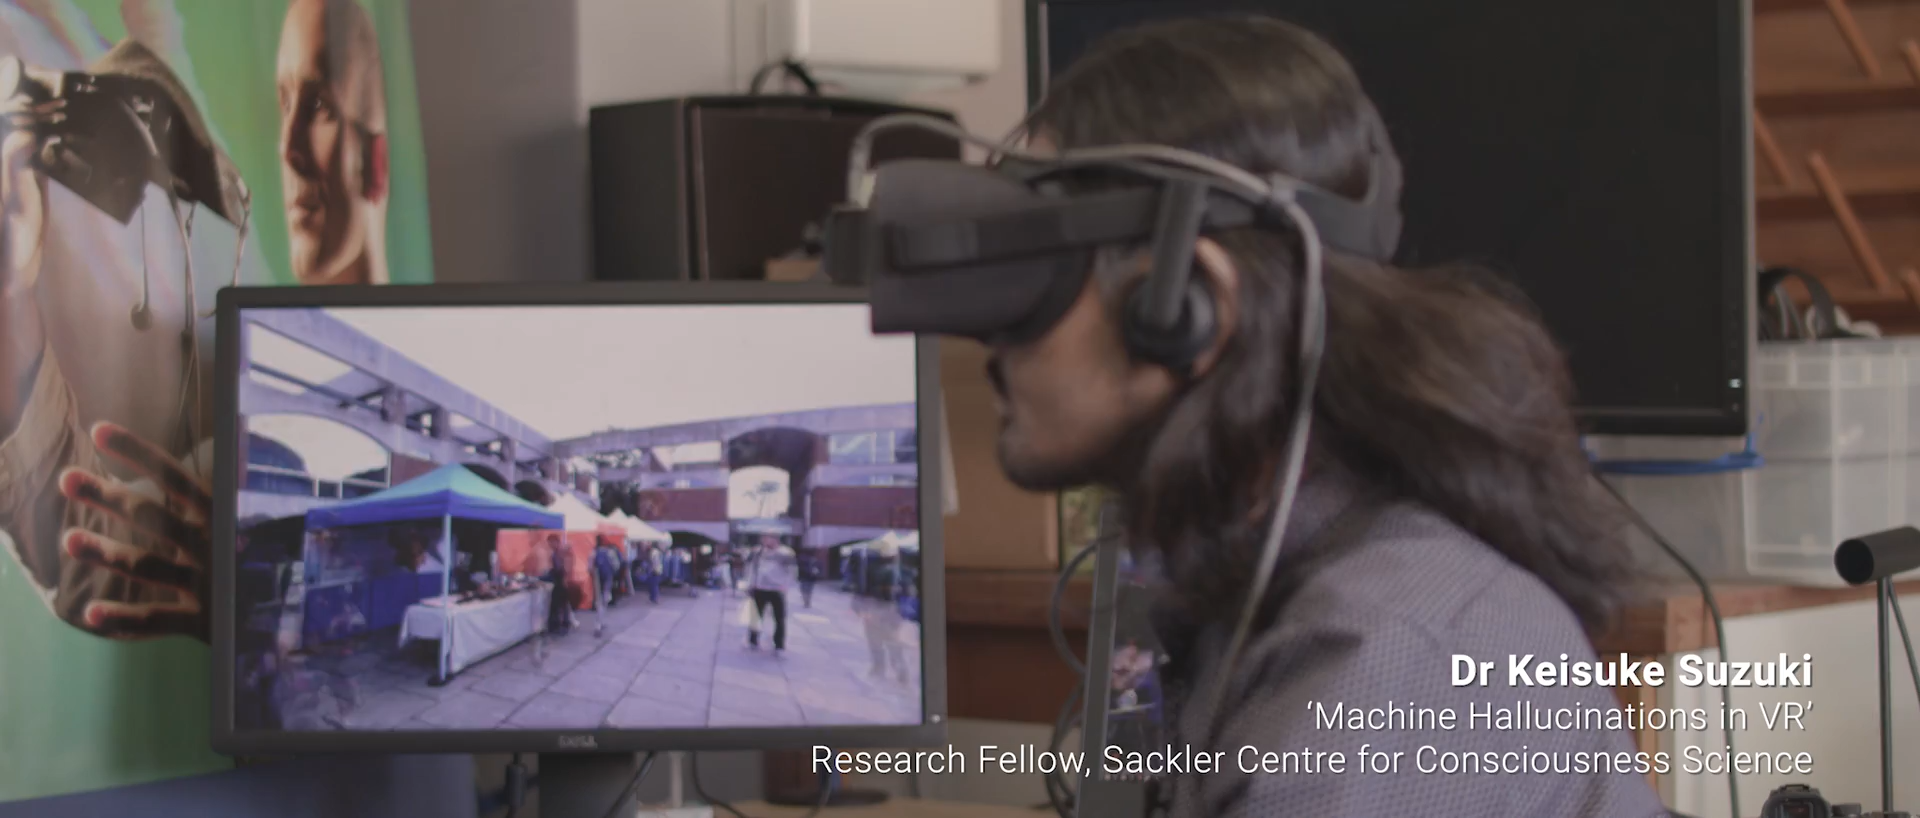 Dr Keisuke Suzuki
‘Machine Hallucinations in VR’
Research Fellow, Sackler Centre for Consciousness Science